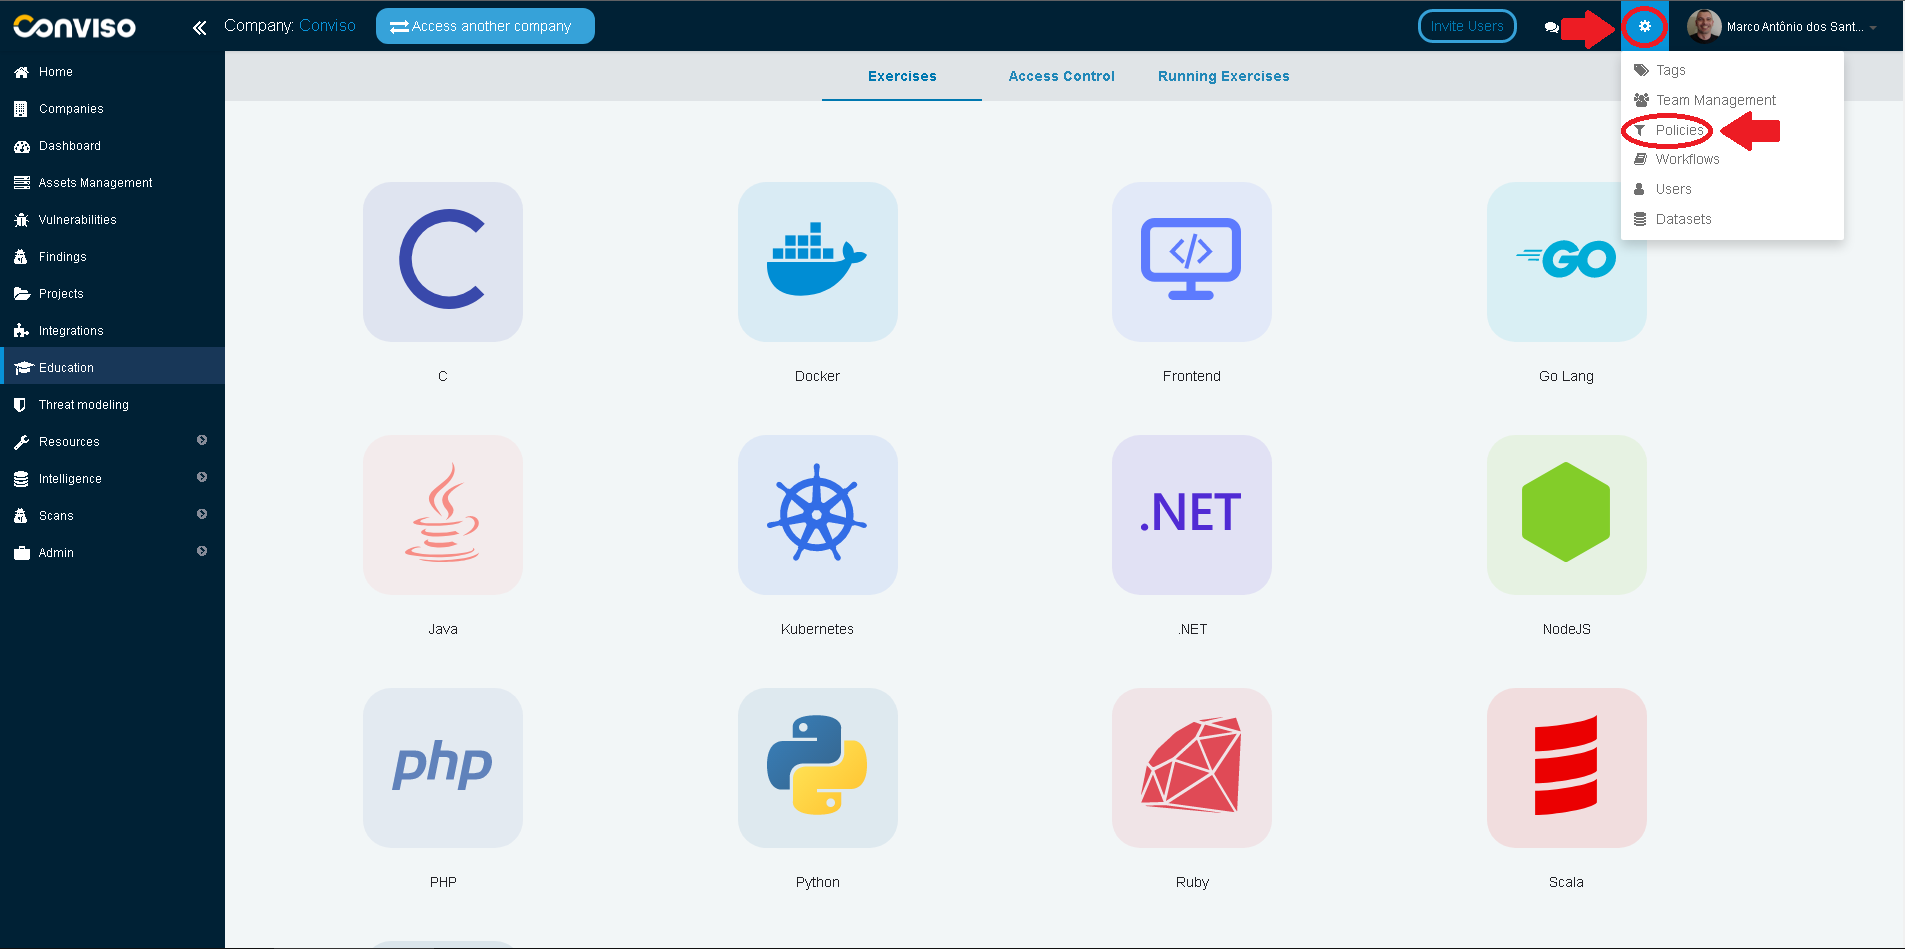 Conviso
Company: Conviso
Access another company
Invite Users
Marco Antônio dos Sant...
Home
Companies
Dashboard
Assets Management
Vulnerabilities
Findings
Projects
Integrations
Education
Threat modeling
Resources
Intelligence
Scans
Admin
Exercises
Access Control
Running Exercises
Tags
Team Management
Policies
Workflows
Users
Datasets
C
Docker
</>
Frontend
GO
Go Lang
Java
Kubernetes
.NET
.NET
NodeJS
php
PHP
Python
Ruby
Scala